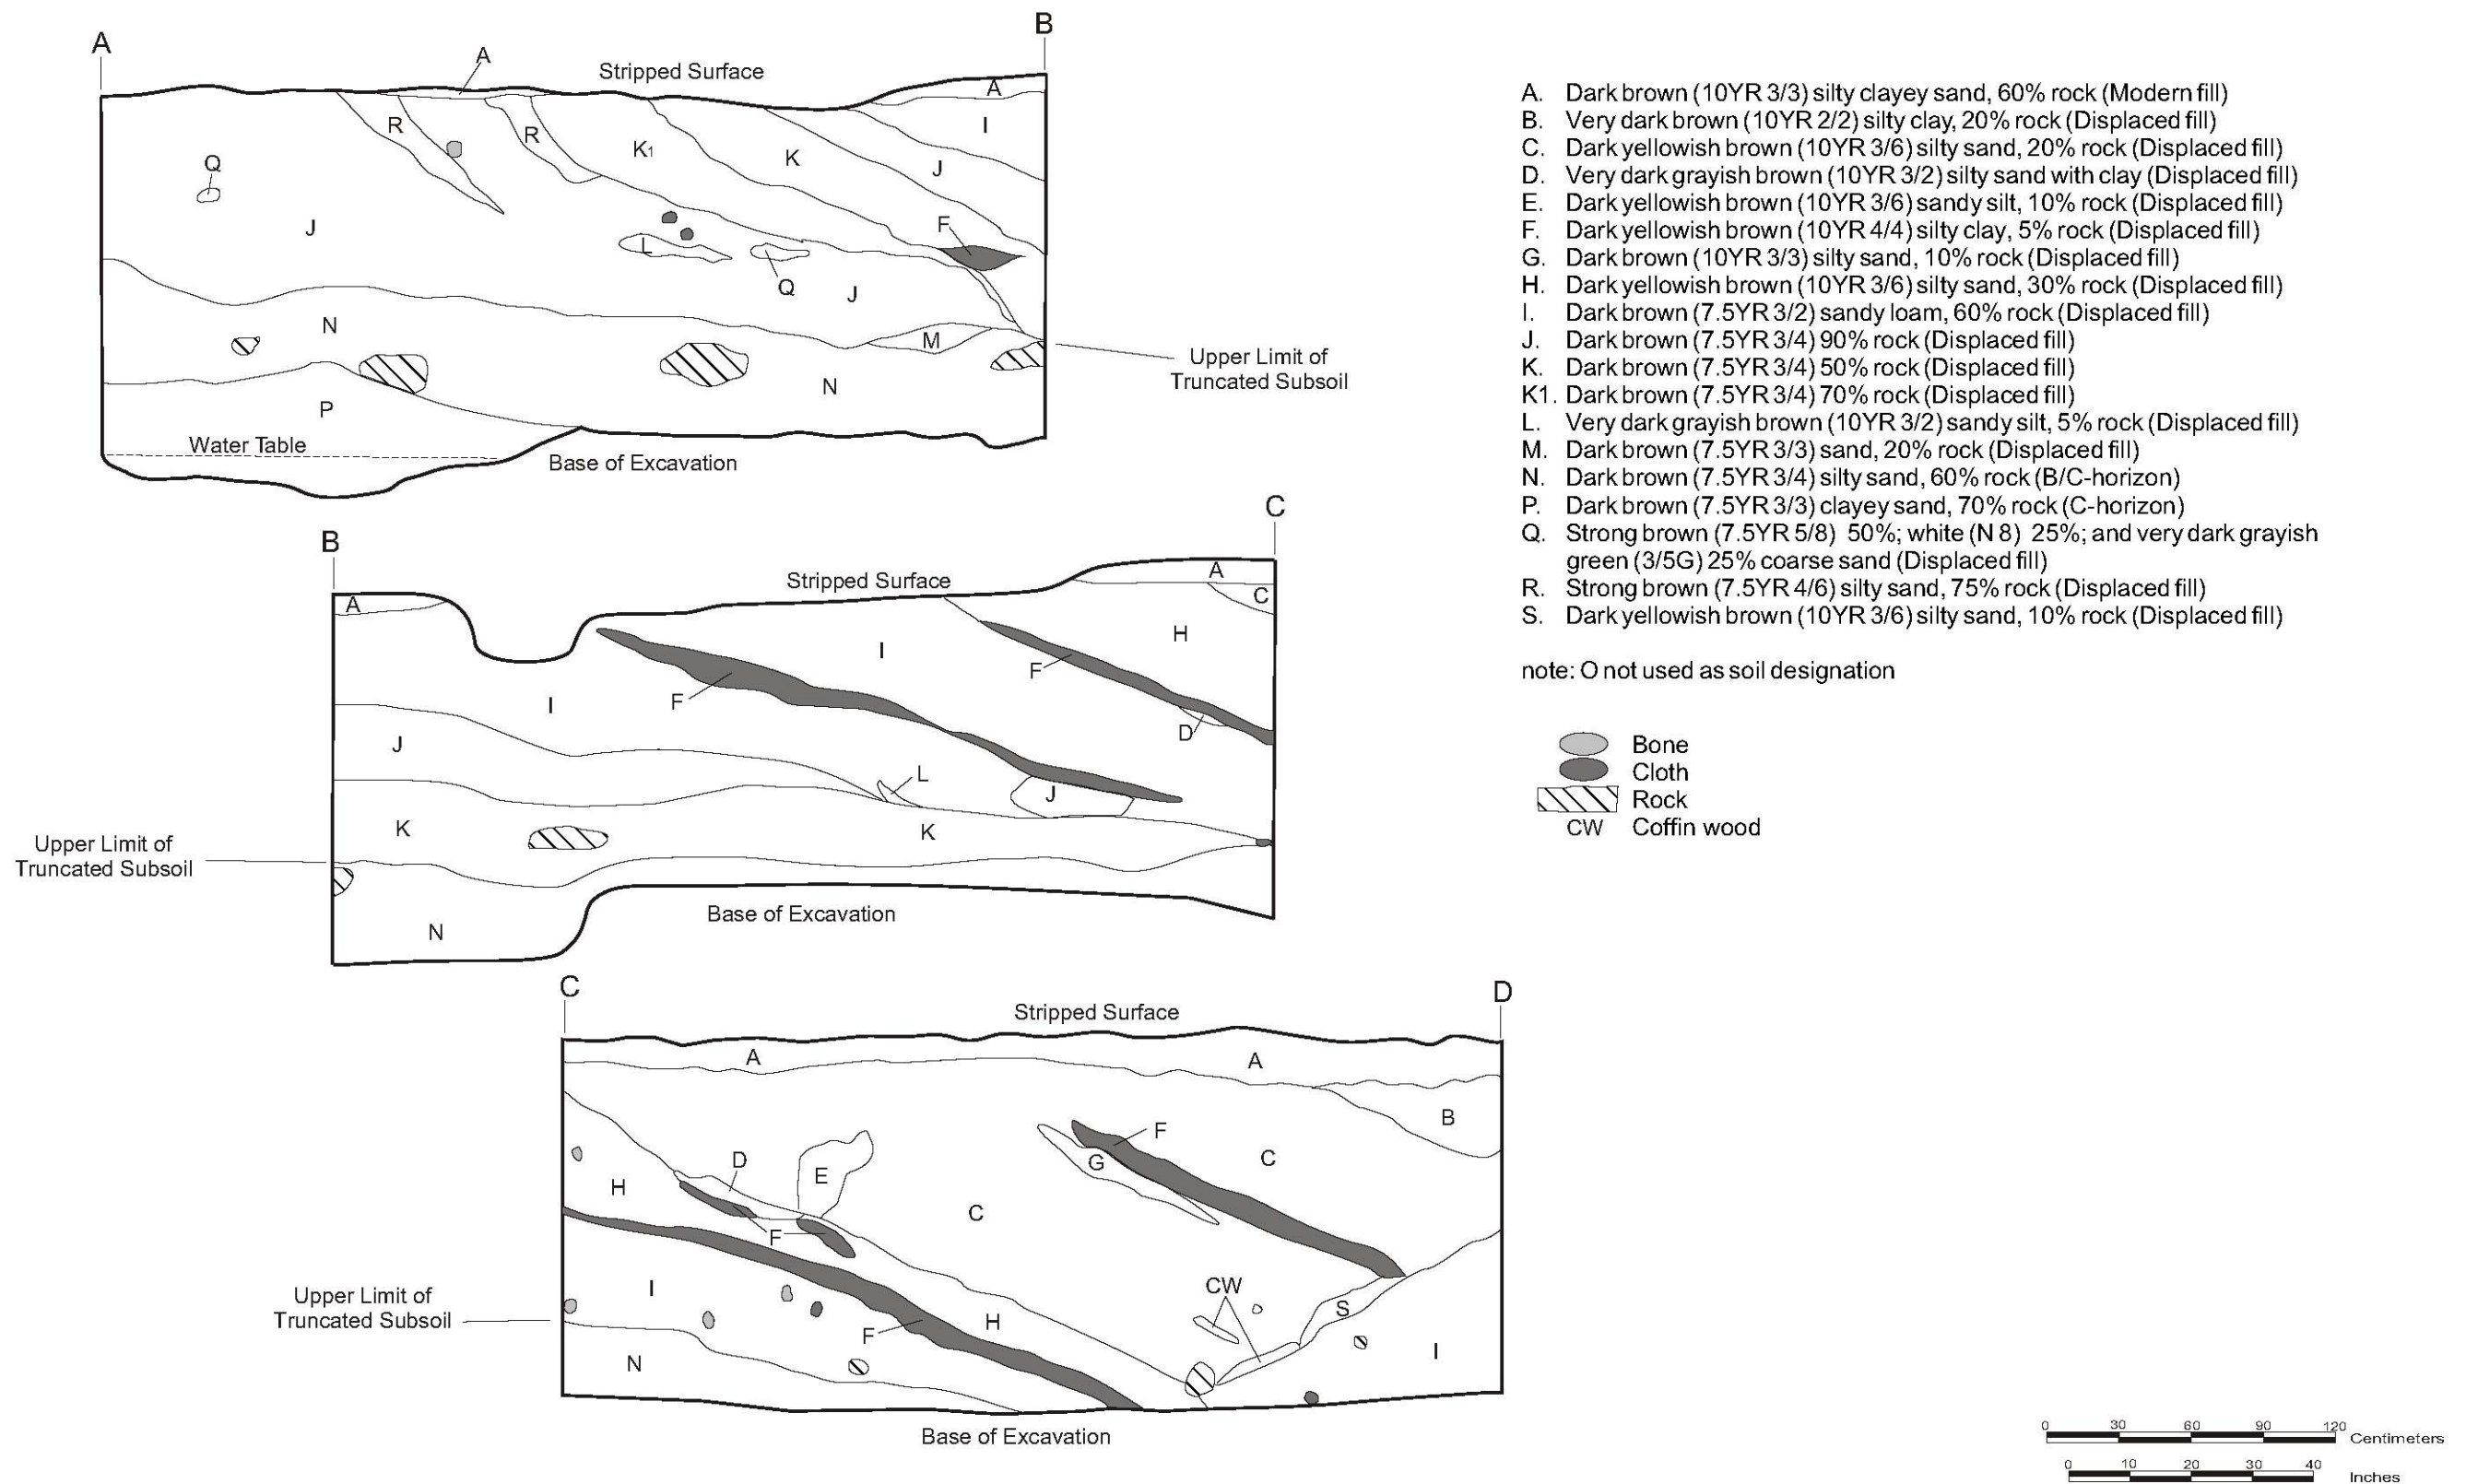 A
B
A
Stripped Surface
A
R
R
K1
K
I
J
Q
J
L
F
Q
J
N
M
N
P
Water Table
Base of Excavation
Upper Limit of
Truncated Subsoil
B
C
Stripped Surface
A
A
C
H
I
F
F
I
D
J
L
J
K
K
Upper Limit of
Truncated Subsoil
Base of Excavation
N
C
D
Stripped Surface
A
A
B
F
C
G
D
E
H
C
F
I
CW
S
H
F
I
N
Upper Limit of
Truncated Subsoil
Base of Excavation
A. Dark brown (10YR 3/3) silty clayey sand, 60% rock (Modern fill)
B. Very dark brown (10YR 2/2) silty clay, 20% rock (Displaced fill)
C. Dark yellowish brown (10YR 3/6) silty sand, 20% rock (Displaced fill)
D. Very dark grayish brown (10YR 3/2) silty sand with clay (Displaced fill)
E. Dark yellowish brown (10YR 3/6) sandy silt, 10% rock (Displaced fill)
F. Dark yellowish brown (10YR 4/4) silty clay, 5% rock (Displaced fill)
G. Dark brown (10YR 3/3) silty sand, 10% rock (Displaced fill)
H. Dark yellowish brown (10YR 3/6) silty sand, 30% rock (Displaced fill)
I. Dark brown (7.5YR 3/2) sandy loam, 60% rock (Displaced fill)
J. Dark brown (7.5YR 3/4) 90% rock (Displaced fill)
K. Dark brown (7.5YR 3/4) 50% rock (Displaced fill)
K1. Dark brown (7.5YR 3/4) 70% rock (Displaced fill)
L. Very dark grayish brown (10YR 3/2) sandy silt, 5% rock (Displaced fill)
M. Dark brown (7.5YR 3/3) sand, 20% rock (Displaced fill)
N. Dark brown (7.5YR 3/4) silty sand, 60% rock (B/C-horizon)
P. Dark brown (7.5YR 3/3) clayey sand, 70% rock (C-horizon)
Q. Strong brown (7.5YR 5/8) 50%; white (N 8) 25%; and very dark grayish
green (3/5G) 25% coarse sand (Displaced fill)
R. Strong brown (7.5YR 4/6) silty sand, 75% rock (Displaced fill)
S. Dark yellowish brown (10YR 3/6) silty sand, 10% rock (Displaced fill)
note: O not used as soil designation
Bone
Cloth
Rock
CW Coffin wood
0 30 60 90 120
Centimeters
0 10 20 30 40
Inches